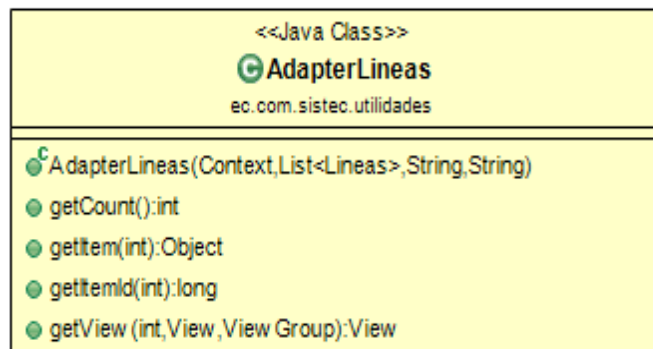 <<Java Class>>
C AdapterLineas
ec.com.sistec.utilidades
C AdapterLineas(Context,List<Lineas>,String,String)
getCount():int
getItem(int):Object
getItemId(int):long
getView(int,View,View Group):View